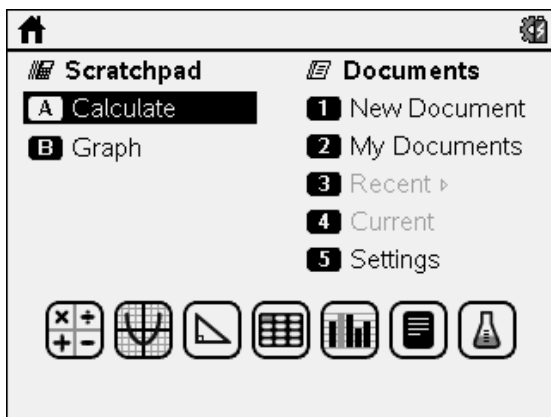 Scratchpad
A Calculate
B Graph
Documents
1 New Document
2 My Documents
3 Recent ▹
4 Current
5 Settings